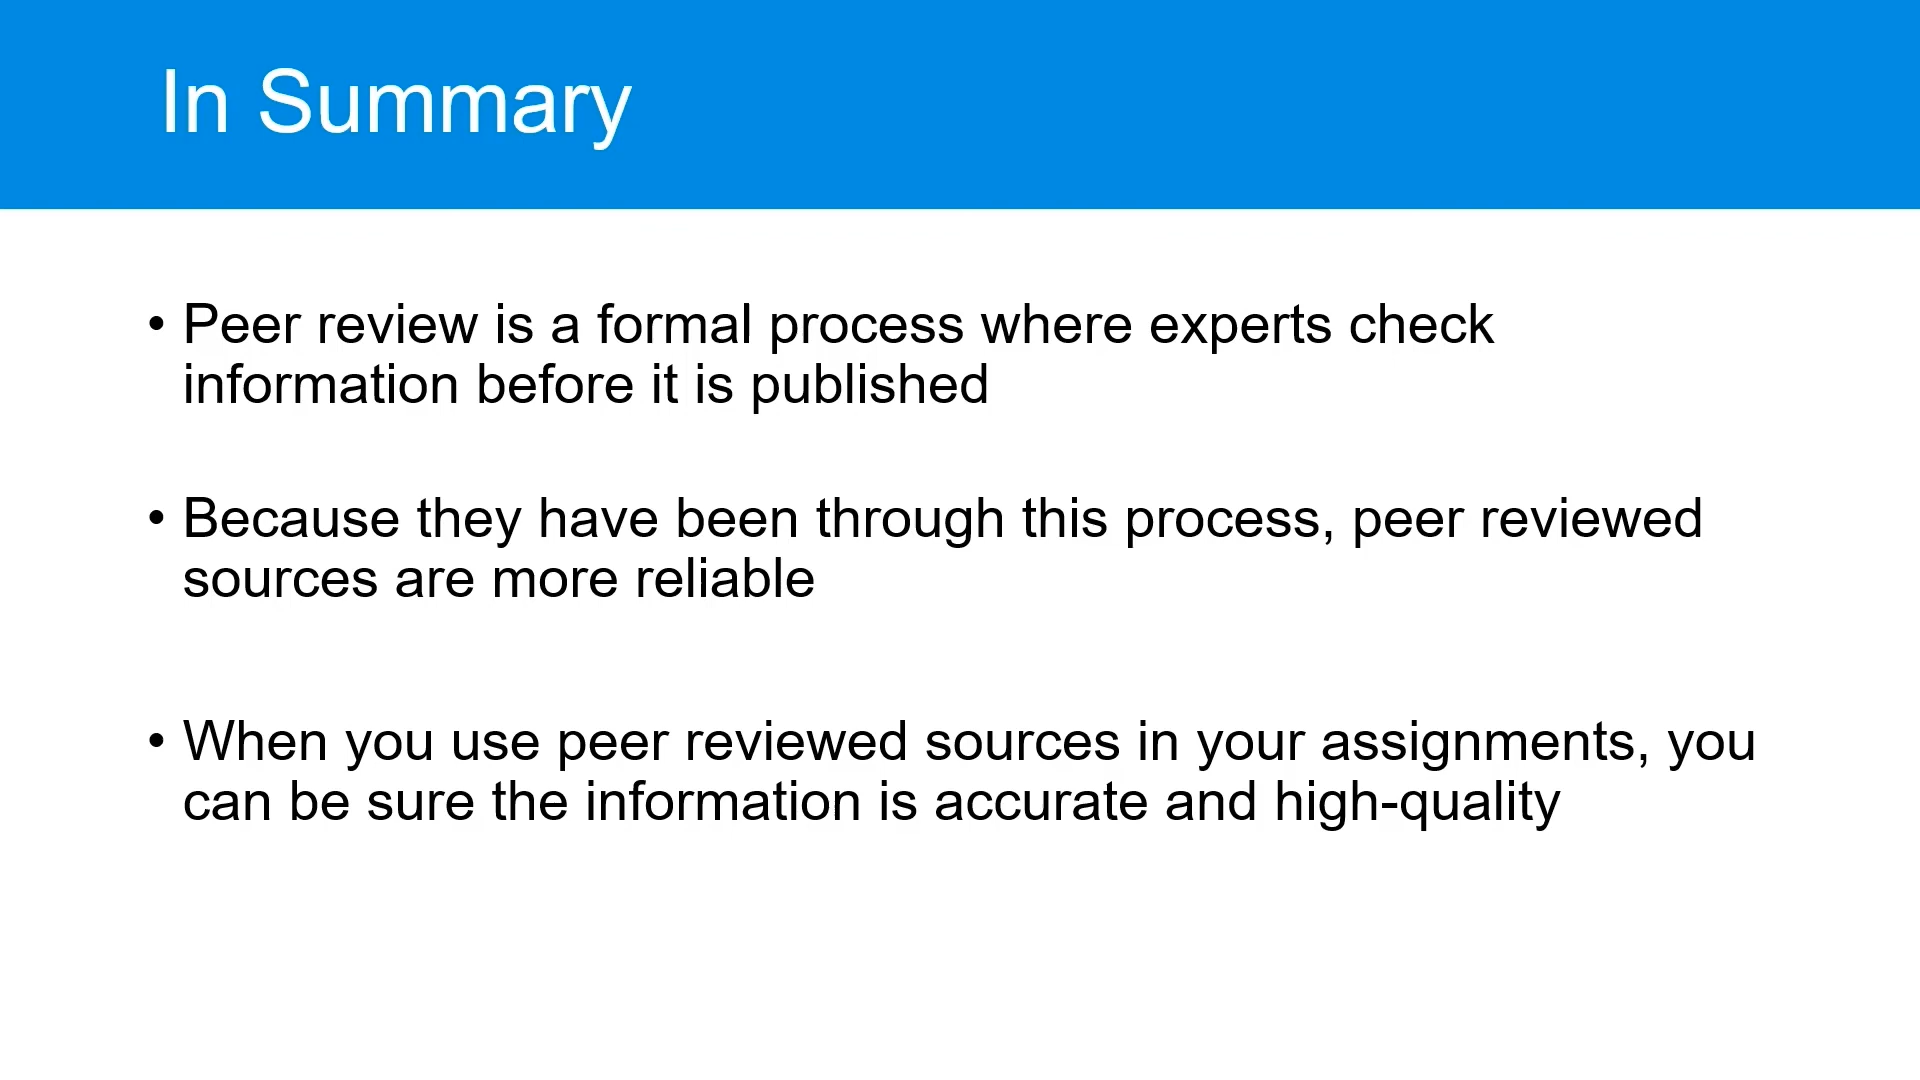 In Summary
• Peer review is a formal process where experts check
information before it is published
• Because they have been through this process, peer reviewed
sources are more reliable
• When you use peer reviewed sources in your assignments, you
can be sure the information is accurate and high-quality